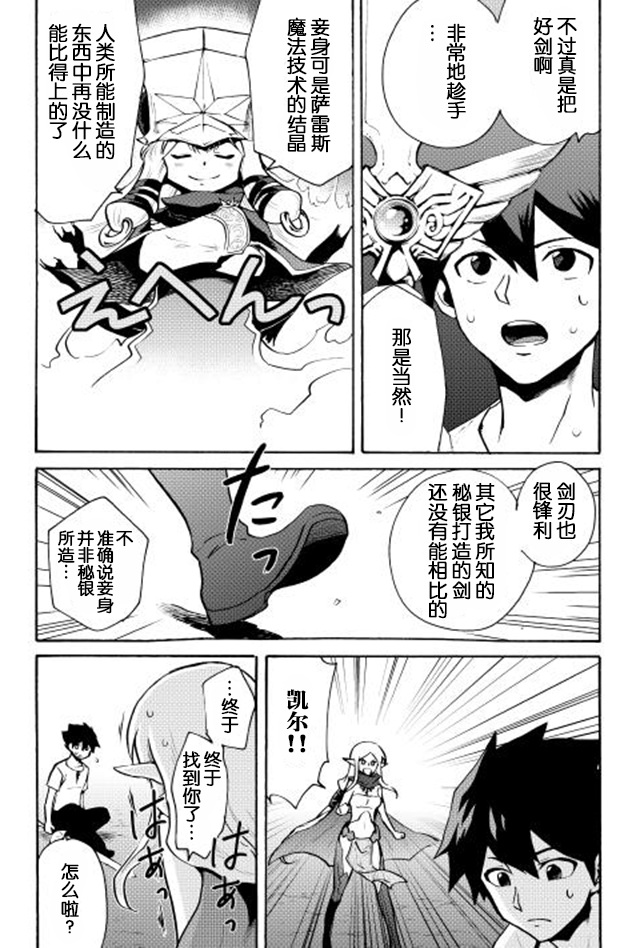 不过真是把
好剑啊
非常地趁手
…
那是当然！
妾身可是萨雷斯
魔法技术的结晶
人类所能制造的
东西中再没什么
能比得上的了
えへんっ
剑刃也
很锋利
其它我所知的
秘银打造的剑
还没有能相比的
不
准确说妾身
并非秘银
所造…
凯尔！！
…终于
终于
找到你了…
はあっ
はあっ
怎么啦？